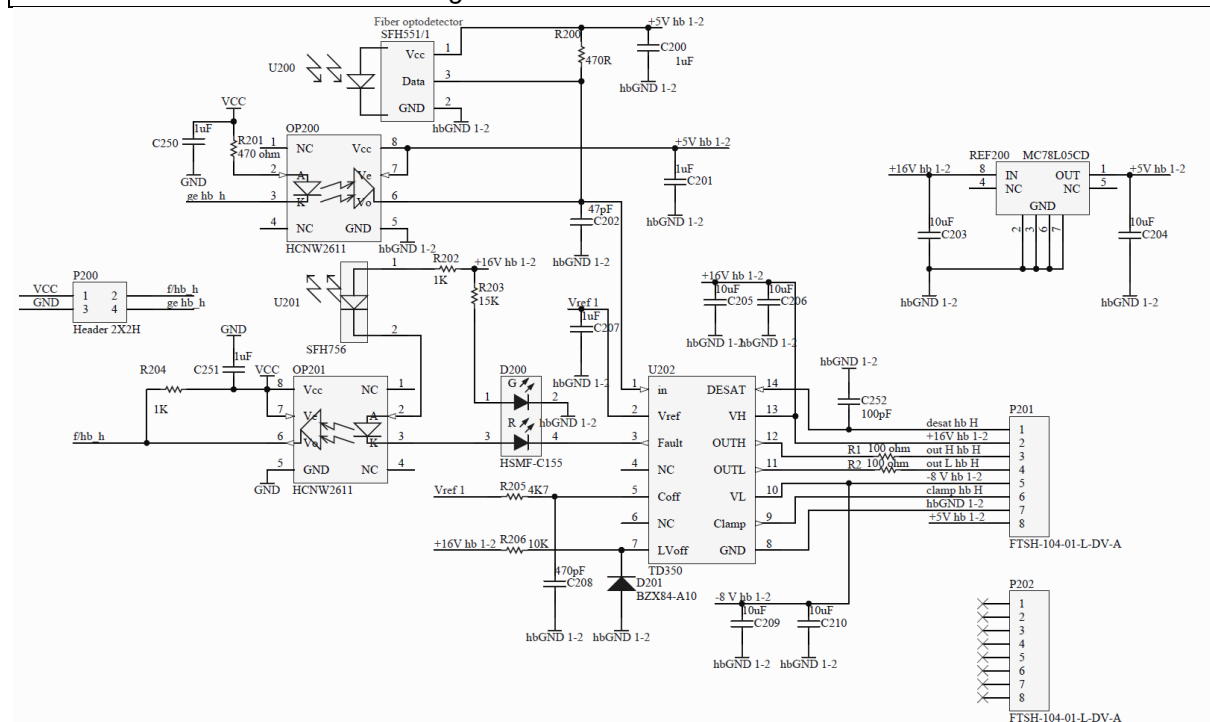 Fiber optodetector
SFH551/1
U200
Vcc 1
Data 3
GND 2
hbGND 1-2
R200
470R
+5V hb 1-2
C200
1uF
hbGND 1-2
VCC
1uF
C250
GND
R201
470 ohm
ge hb_h
OP200
1 NC Vcc 8
2 A Ve 7
3 K Vo 6
4 NC GND 5
HCNW2611
hbGND 1-2
+5V hb 1-2
1uF
C201
hbGND 1-2
47pF
C202
hbGND 1-2
REF200 MC78L05CD
+16V hb 1-2 8 IN OUT 1 +5V hb 1-2
4 NC NC 5
GND
2 3 6 7
10uF
C203
10uF
C204
hbGND 1-2
hbGND 1-2
P200
VCC 1 2 f/hb_h
GND 3 4 ge hb_h
Header 2X2H
U201
1
2
SFH756
R202
1K
+16V hb 1-2
R203
15K
Vref 1
1uF
C207
hbGND 1-2
+16V hb 1-2
10uF
C205
10uF
C206
hbGND 1-2
hbGND 1-2
GND
1uF
C251
VCC
R204
1K
f/hb_h
GND
OP201
8 Vcc NC 1
7 Ve A 2
6 Vo K 3
5 GND NC 4
HCNW2611
D200
1 G 2
hbGND 1-2
3 R 4
HSMF-C155
U202
1 in DESAT 14
2 Vref VH 13
3 Fault OUTH 12
4 NC OUTL 11
5 Coff VL 10
6 NC Clamp 9
7 LVoff GND 8
TD350
hbGND 1-2
C252
100pF
R1 100 ohm
R2 100 ohm
P201
desat hb H 1
+16V hb 1-2 2
out H hb H 3
out L hb H 4
-8 V hb 1-2 5
clamp hb H 6
hbGND 1-2 7
+5V hb 1-2 8
FTSH-104-01-L-DV-A
Vref 1
R205 4K7
+16V hb 1-2
R206 10K
470pF
C208
hbGND 1-2
D201
BZX84-A10
hbGND 1-2
-8 V hb 1-2
10uF
C209
10uF
C210
hbGND 1-2
hbGND 1-2
P202
1
2
3
4
5
6
7
8
FTSH-104-01-L-DV-A